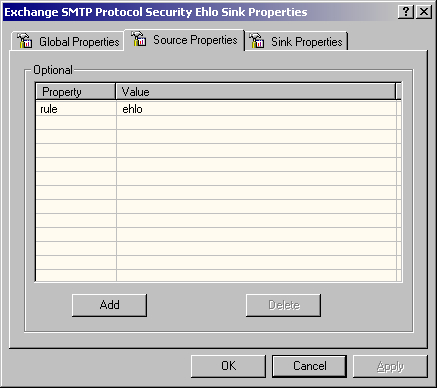 Exchange SMTP Protocol Security Ehlo Sink Properties
Global Properties Source Properties Sink Properties
Optional
Property Value
rule ehlo
Add Delete
OK Cancel Apply